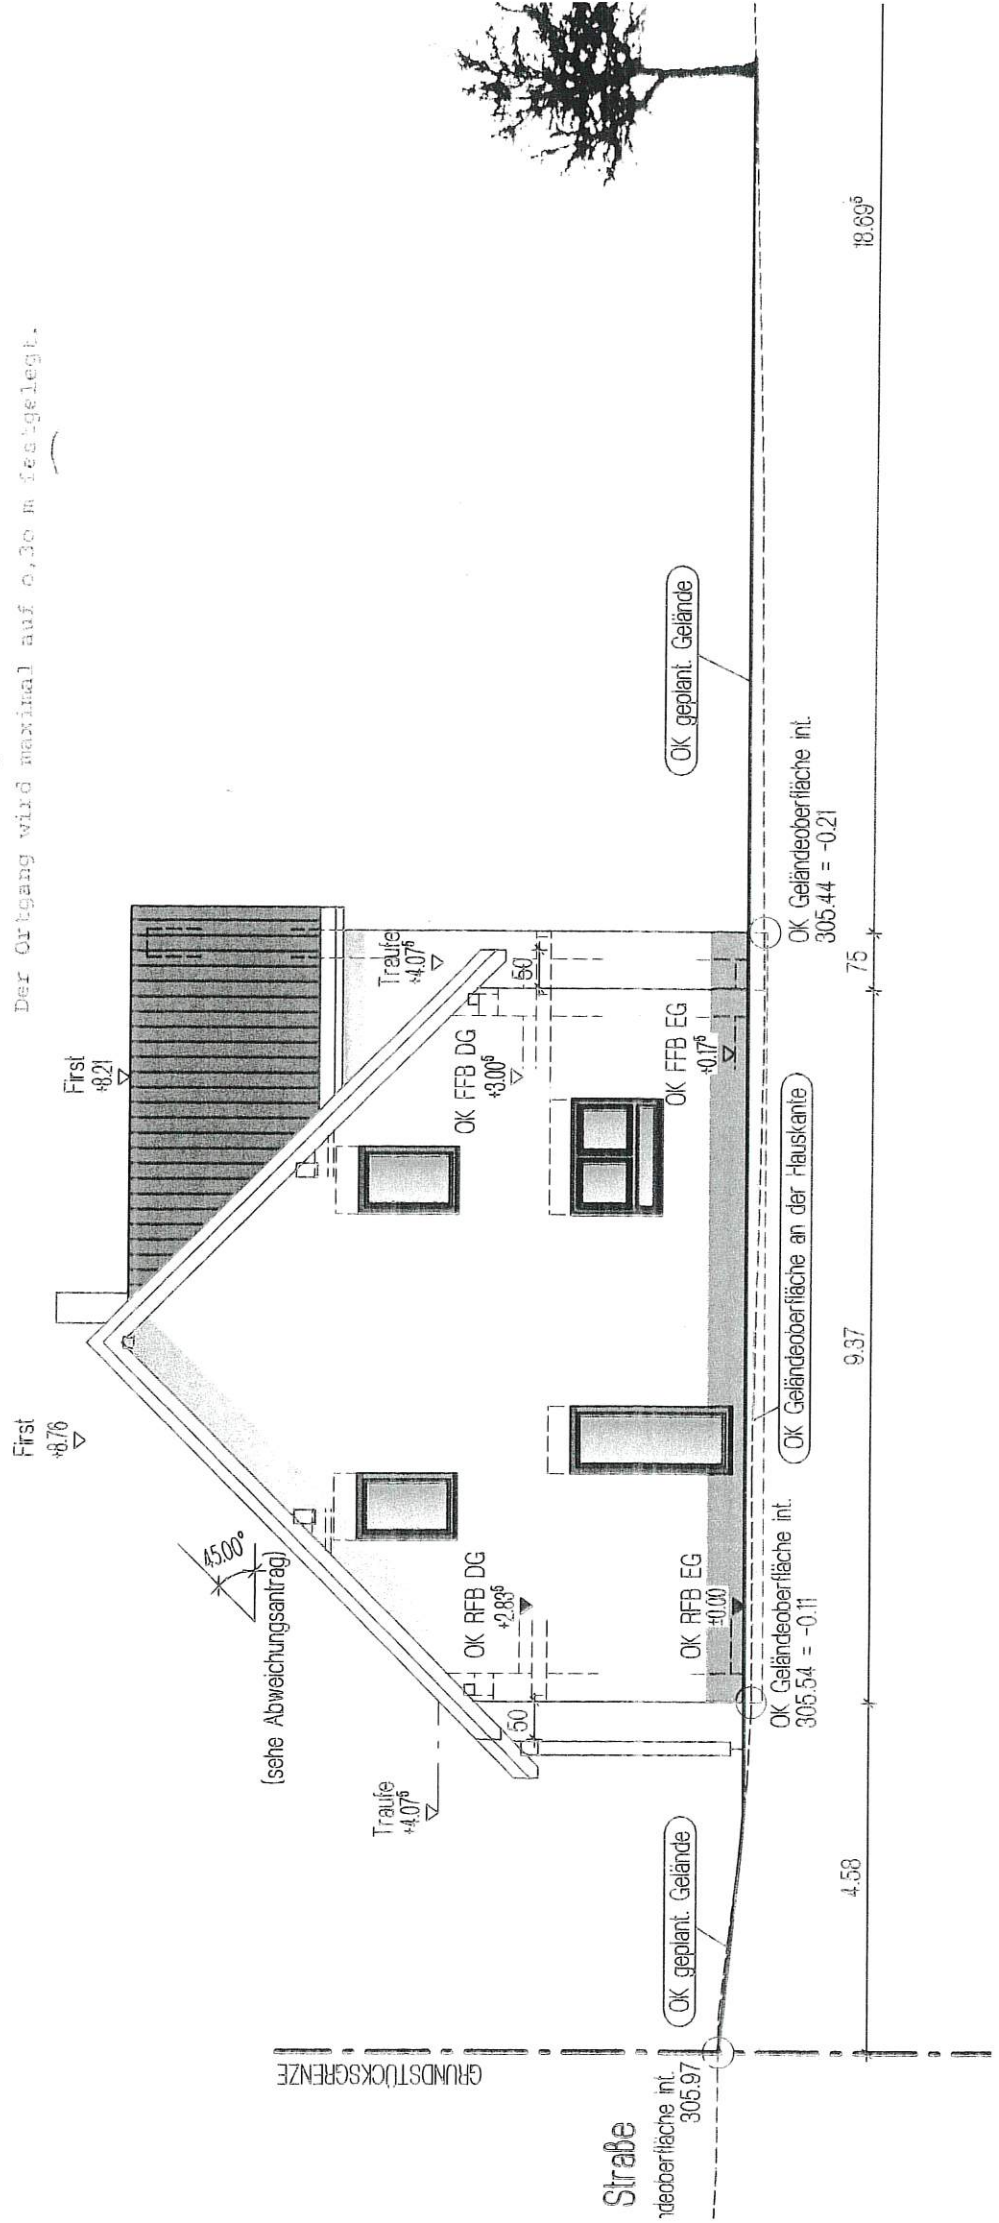 Der Ortgang wird maximal auf 0,30 m festgelegt.
First
+8.76
First
+8.21
45.00°
(sehe Abweichungsantrag)
Traufe
+4.07⁵
Traufe
+4.07⁵
OK RFB DG
+2.83⁵
OK FFB DG
+3.00⁵
50
50
OK RFB EG
±0.00
OK FFB EG
+0.17⁵
GRUNDSTÜCKSGRENZE
Straße
ndeoberfläche int.
305.97
OK geplant. Gelände
OK geplant. Gelände
OK Geländeoberfläche int.
305.54 = -0.11
OK Geländeoberfläche an der Hauskante
OK Geländeoberfläche int.
305.44 = -0.21
4.58
9.37
75
18.69⁵